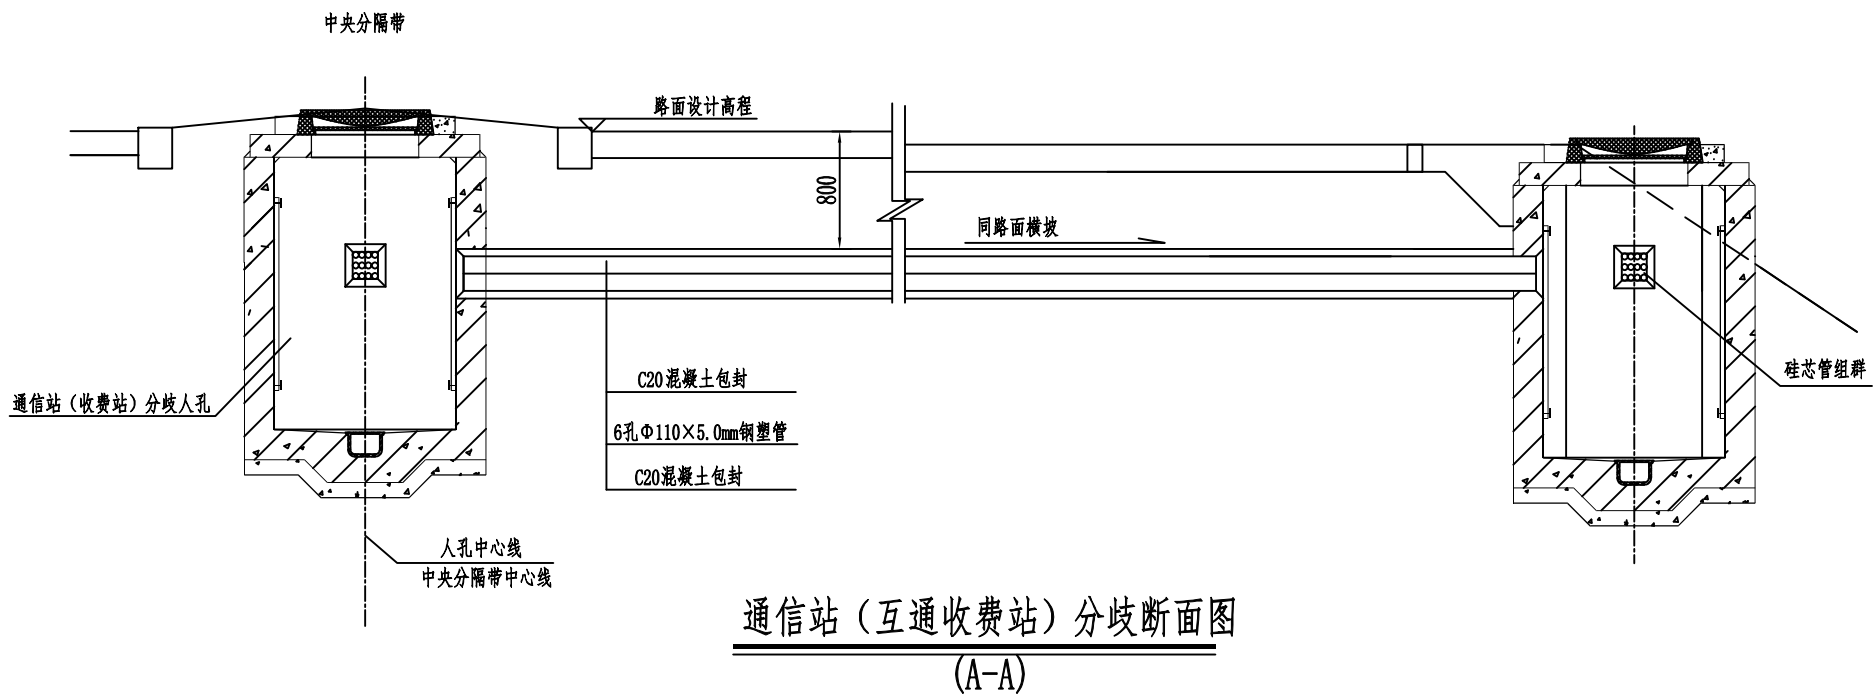 中央分隔带
路面设计高程
800
同路面横坡
硅芯管组群
C20混凝土包封
通信站（收费站）分歧人孔
6孔Φ110×5.0mm钢塑管
C20混凝土包封
人孔中心线
中央分隔带中心线
通信站（互通收费站）分歧断面图
(A-A)